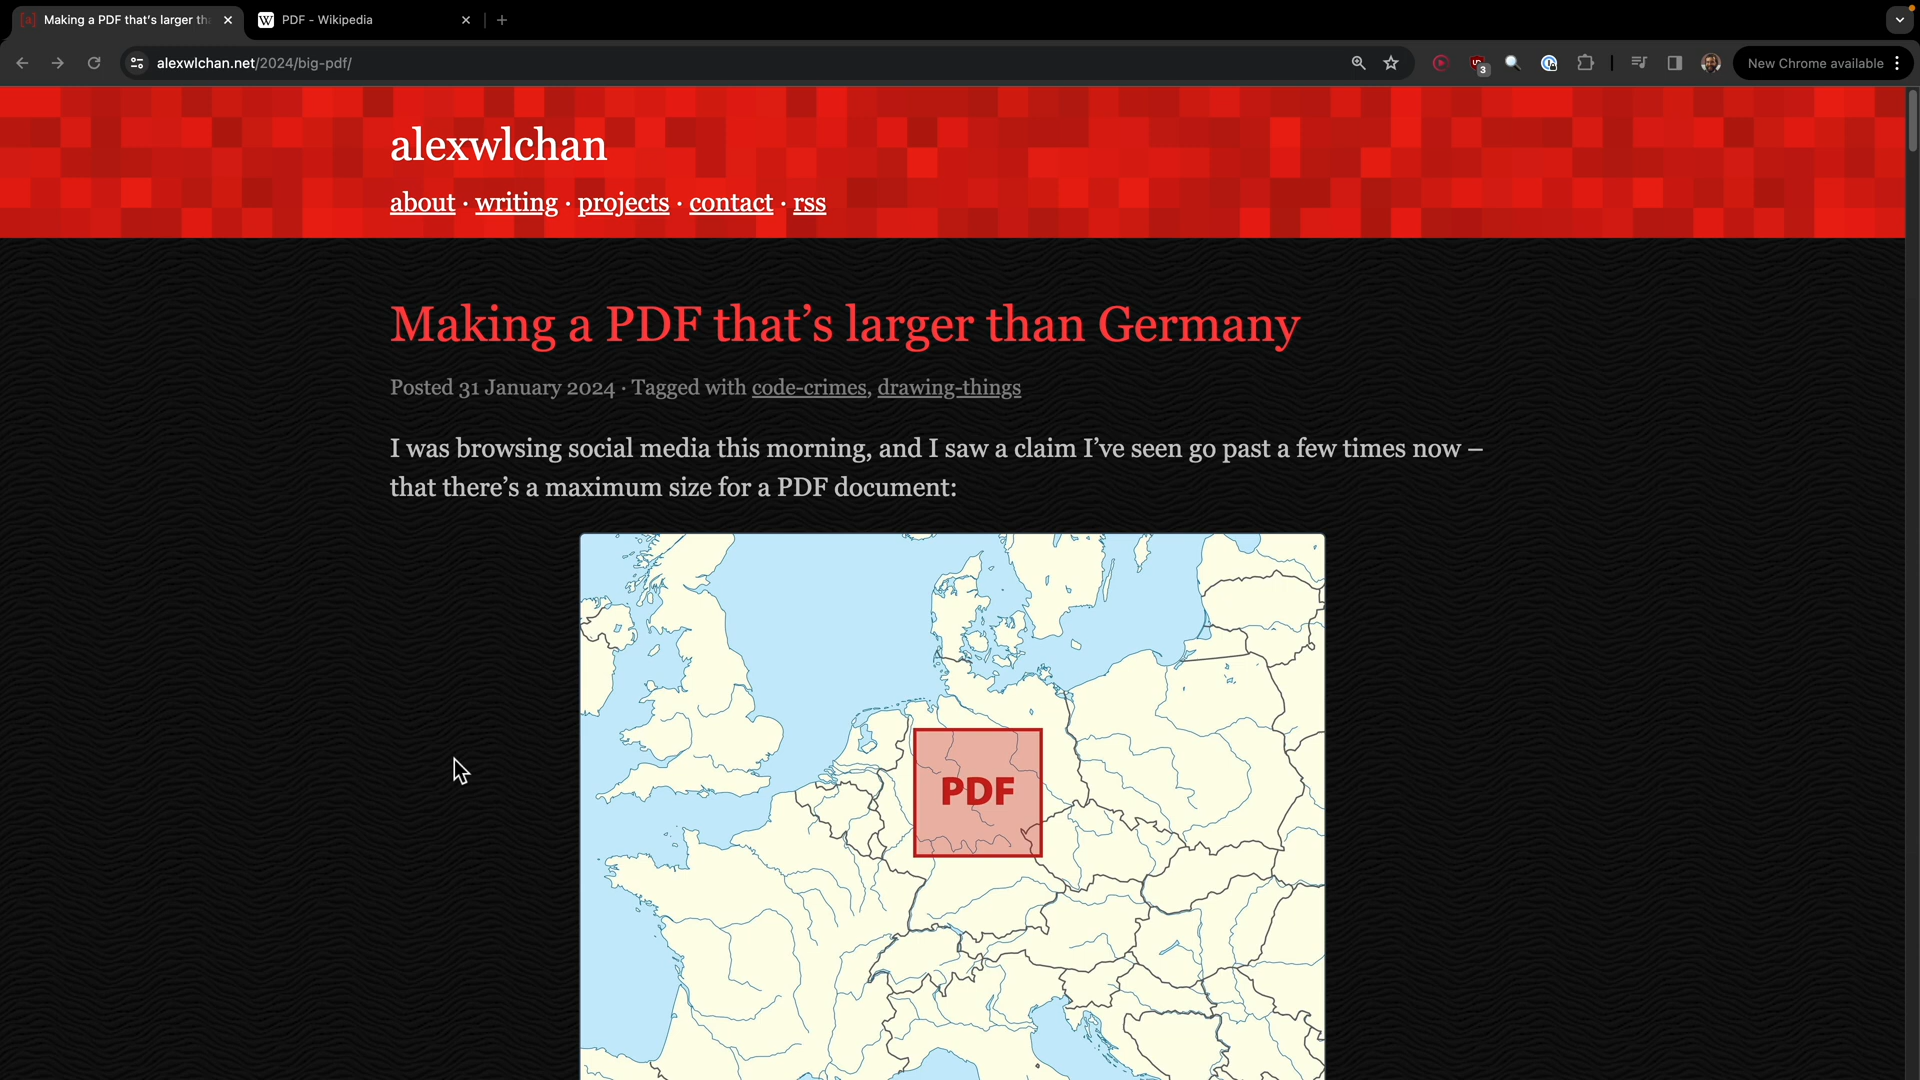 Making a PDF that's larger th
PDF - Wikipedia
alexwlchan.net/2024/big-pdf/
3
New Chrome available
alexwlchan
about · writing · projects · contact · rss
Making a PDF that’s larger than Germany
Posted 31 January 2024 · Tagged with code-crimes, drawing-things
I was browsing social media this morning, and I saw a claim I’ve seen go past a few times now –
that there’s a maximum size for a PDF document:
PDF